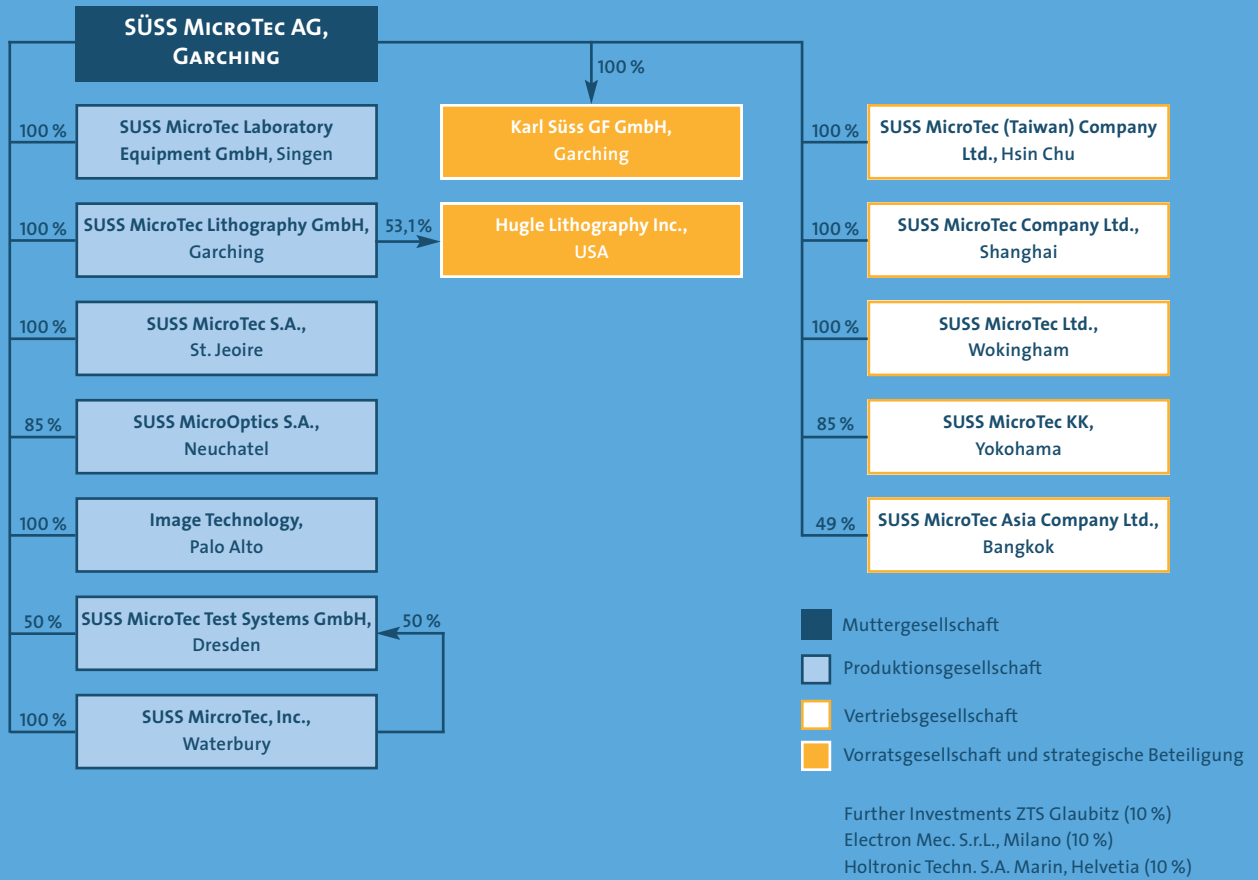 SÜSS MicroTec AG,
Garching
100 %
100 %
SUSS MicroTec Laboratory
Equipment GmbH, Singen
Karl Süss GF GmbH,
Garching
100 %
SUSS MicroTec (Taiwan) Company
Ltd., Hsin Chu
100 %
SUSS MicroTec Lithography GmbH,
Garching
53,1 %
Hugle Lithography Inc.,
USA
100 %
SUSS MicroTec Company Ltd.,
Shanghai
100 %
SUSS MicroTec S.A.,
St. Jeoire
100 %
SUSS MicroTec Ltd.,
Wokingham
85 %
SUSS MicroOptics S.A.,
Neuchatel
85 %
SUSS MicroTec KK,
Yokohama
100 %
Image Technology,
Palo Alto
49 %
SUSS MicroTec Asia Company Ltd.,
Bangkok
50 %
SUSS MicroTec Test Systems GmbH,
Dresden
50 %
100 %
SUSS MircroTec, Inc.,
Waterbury
Muttergesellschaft
Produktionsgesellschaft
Vertriebsgesellschaft
Vorratsgesellschaft und strategische Beteiligung
Further Investments ZTS Glaubitz (10 %)
Electron Mec. S.r.L., Milano (10 %)
Holtronic Techn. S.A. Marin, Helvetia (10 %)